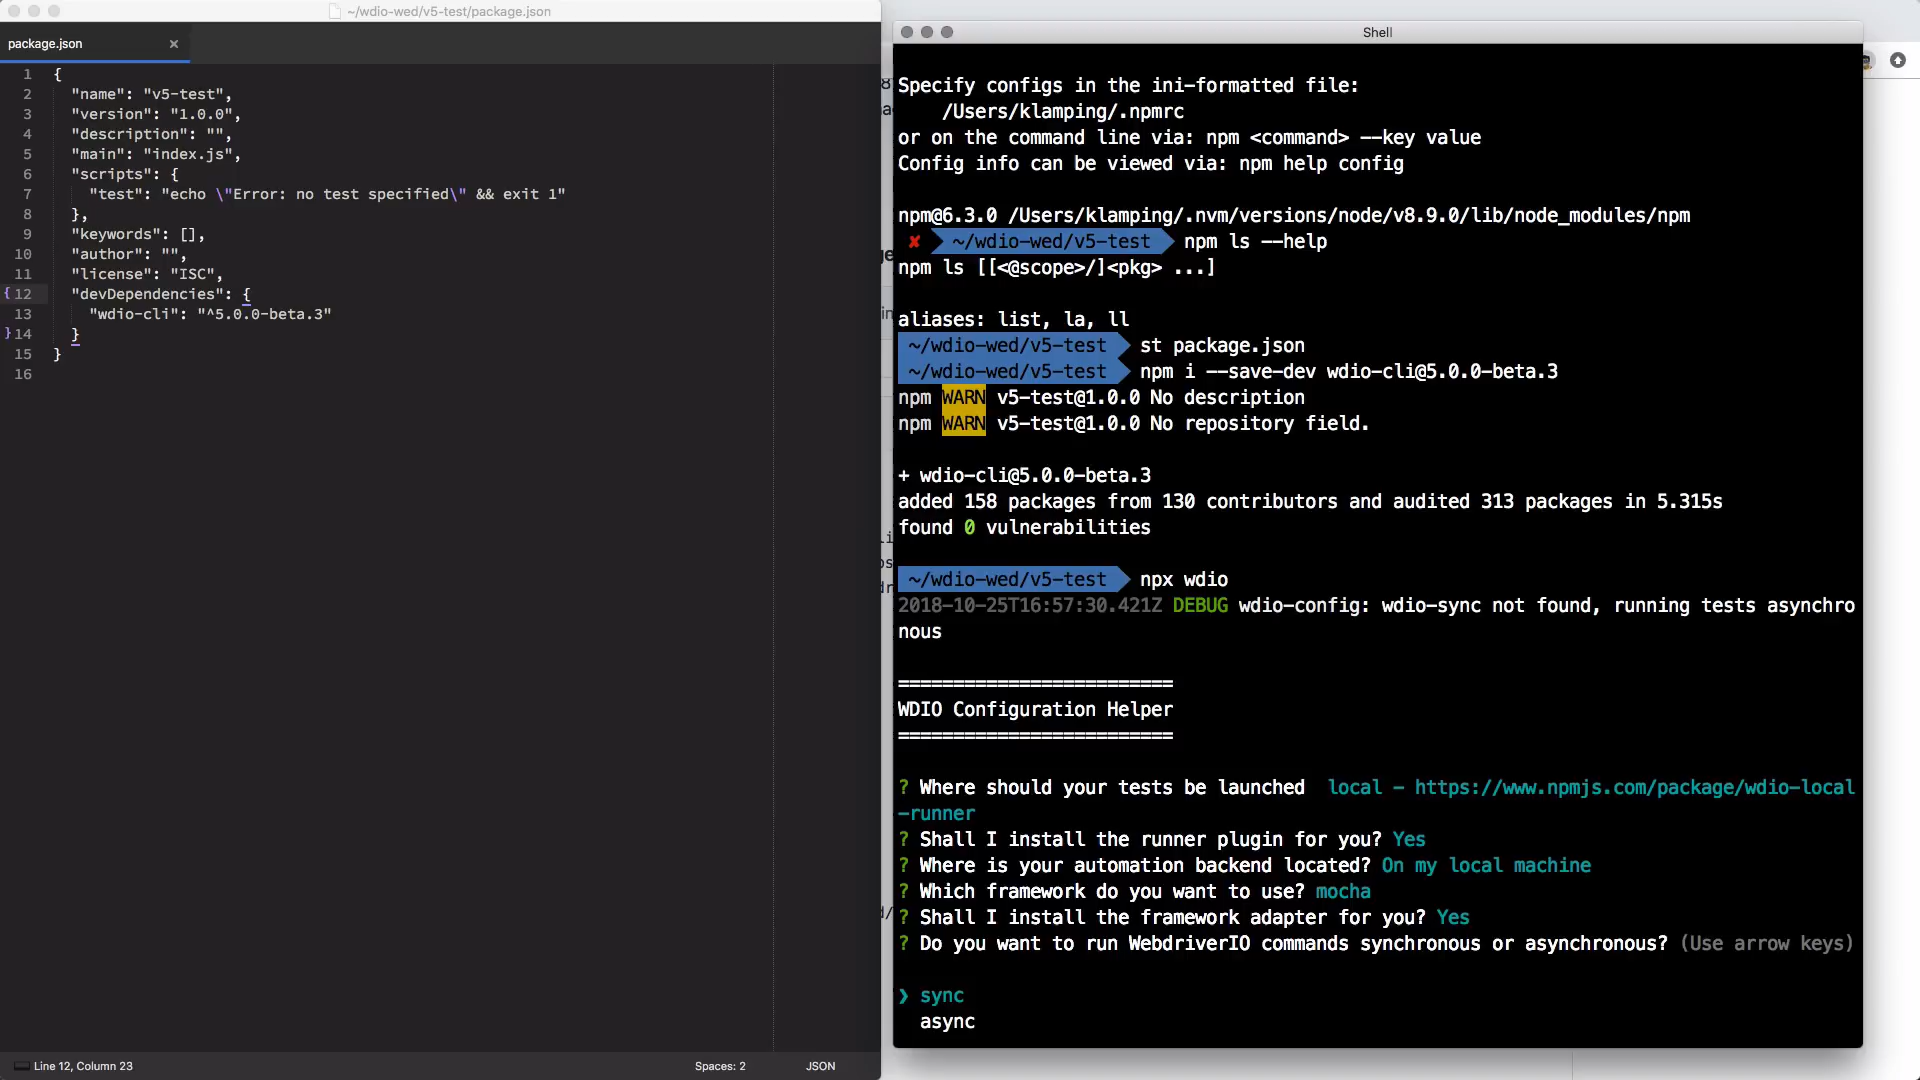 ~/wdio-wed/v5-test/package.json
package.json ×
1 {
2 "name": "v5-test",
3 "version": "1.0.0",
4 "description": "",
5 "main": "index.js",
6 "scripts": {
7 "test": "echo \"Error: no test specified\" && exit 1"
8 },
9 "keywords": [],
10 "author": "",
11 "license": "ISC",
12 "devDependencies": {
13 "wdio-cli": "^5.0.0-beta.3"
14 }
15 }
16
Line 12, Column 23
Spaces: 2
JSON
Shell
Specify configs in the ini-formatted file:
/Users/klamping/.npmrc
or on the command line via: npm <command> --key value
Config info can be viewed via: npm help config
npm@6.3.0 /Users/klamping/.nvm/versions/node/v8.9.0/lib/node_modules/npm
✘ ~/wdio-wed/v5-test npm ls --help
npm ls [[<@scope>/]<pkg> ...]
aliases: list, la, ll
~/wdio-wed/v5-test st package.json
~/wdio-wed/v5-test npm i --save-dev wdio-cli@5.0.0-beta.3
npm WARN v5-test@1.0.0 No description
npm WARN v5-test@1.0.0 No repository field.
+ wdio-cli@5.0.0-beta.3
added 158 packages from 130 contributors and audited 313 packages in 5.315s
found 0 vulnerabilities
~/wdio-wed/v5-test npx wdio
2018-10-25T16:57:30.421Z DEBUG wdio-config: wdio-sync not found, running tests asynchro
nous
=========================
WDIO Configuration Helper
=========================
? Where should your tests be launched local - https://www.npmjs.com/package/wdio-local
-runner
? Shall I install the runner plugin for you? Yes
? Where is your automation backend located? On my local machine
? Which framework do you want to use? mocha
? Shall I install the framework adapter for you? Yes
? Do you want to run WebdriverIO commands synchronous or asynchronous? (Use arrow keys)
❯ sync
async